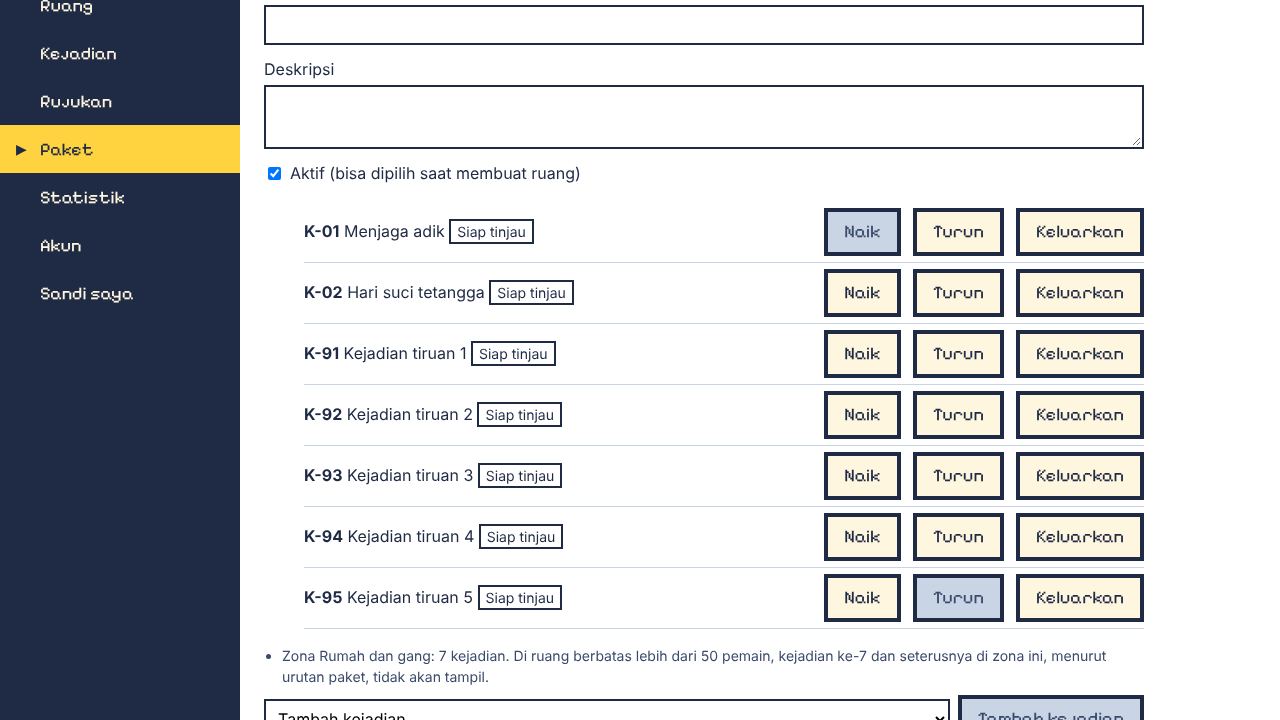 Ruang
Kejadian
Rujukan
► Paket
Statistik
Akun
Sandi saya
Deskripsi
Aktif (bisa dipilih saat membuat ruang)
K-01 Menjaga adik Siap tinjau Naik Turun Keluarkan
K-02 Hari suci tetangga Siap tinjau Naik Turun Keluarkan
K-91 Kejadian tiruan 1 Siap tinjau Naik Turun Keluarkan
K-92 Kejadian tiruan 2 Siap tinjau Naik Turun Keluarkan
K-93 Kejadian tiruan 3 Siap tinjau Naik Turun Keluarkan
K-94 Kejadian tiruan 4 Siap tinjau Naik Turun Keluarkan
K-95 Kejadian tiruan 5 Siap tinjau Naik Turun Keluarkan
• Zona Rumah dan gang: 7 kejadian. Di ruang berbatas lebih dari 50 pemain, kejadian ke-7 dan seterusnya di zona ini, menurut
urutan paket, tidak akan tampil.
Tambah kejadian Tambah kejadian